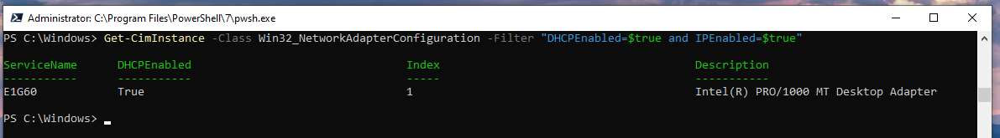 Administrator: C:\Program Files\PowerShell\7\pwsh.exe
PS C:\Windows> Get-CimInstance -Class Win32_NetworkAdapterConfiguration -Filter "DHCPEnabled=$true and IPEnabled=$true"
ServiceName DHCPEnabled Index Description
----------- ----------- ----- -----------
E1G60 True 1 Intel(R) PRO/1000 MT Desktop Adapter
PS C:\Windows>